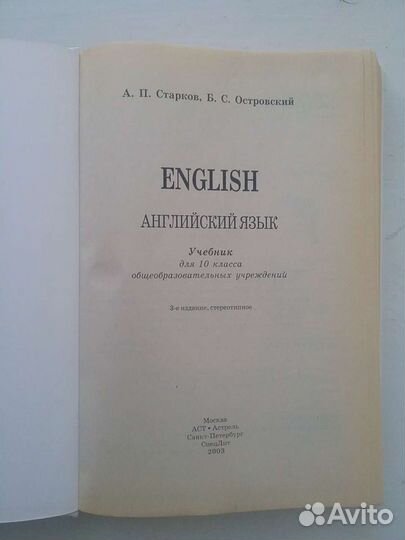 А. П. Старков, Б. С. Островский
ENGLISH
АНГЛИЙСКИЙ ЯЗЫК
Учебник
для 10 класса
общеобразовательных учреждений
3-е издание, стереотипное
Москва
АСТ • Астрель
Санкт-Петербург
СпецЛит
2003
Avito